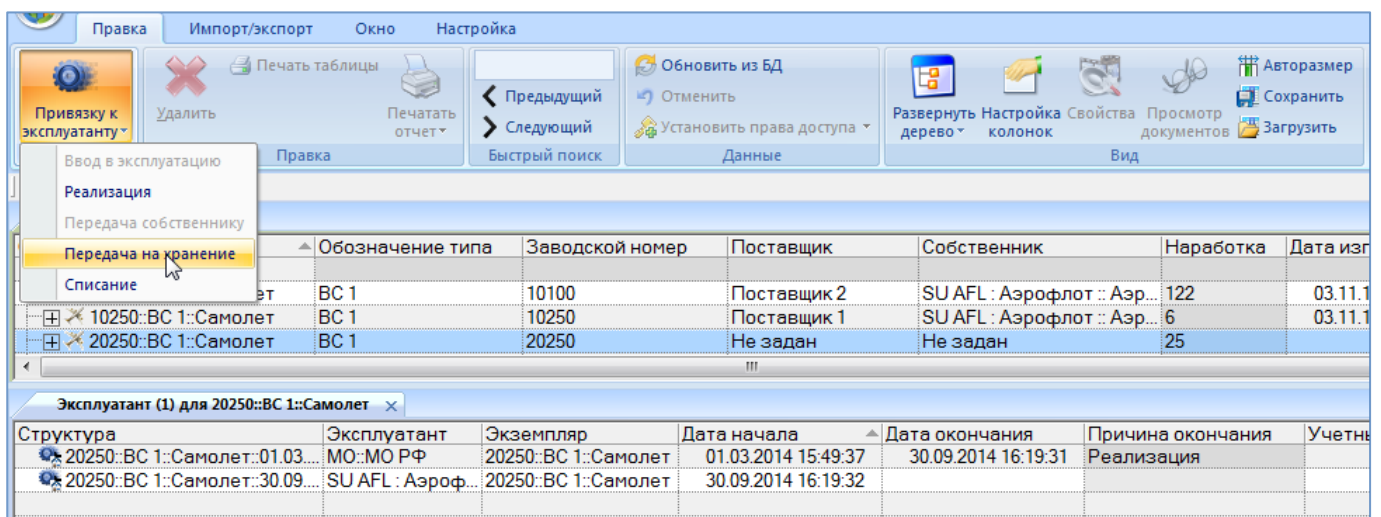 Правка Импорт/экспорт Окно Настройка
Привязку к эксплуатанту
Удалить
Печать таблицы
Печатать отчет
Правка
Предыдущий
Следующий
Быстрый поиск
Обновить из БД
Отменить
Установить права доступа
Данные
Развернуть дерево
Настройка колонок
Свойства
Просмотр документов
Авторазмер
Сохранить
Загрузить
Вид
Ввод в эксплуатацию
Реализация
Передача собственнику
Передача на хранение
Списание
Обозначение типа Заводской номер Поставщик Собственник Наработка Дата изг
ет ВС 1 10100 Поставщик 2 SU AFL : Аэрофлот :: Аэр... 122 03.11.1
10250::ВС 1::Самолет ВС 1 10250 Поставщик 1 SU AFL : Аэрофлот :: Аэр... 6 03.11.1
20250::ВС 1::Самолет ВС 1 20250 Не задан Не задан 25
Эксплуатант (1) для 20250::ВС 1::Самолет
Структура Эксплуатант Экземпляр Дата начала Дата окончания Причина окончания Учетны
20250::ВС 1::Самолет::01.03.... МО::МО РФ 20250::ВС 1::Самолет 01.03.2014 15:49:37 30.09.2014 16:19:31 Реализация
20250::ВС 1::Самолет::30.09.... SU AFL : Аэроф... 20250::ВС 1::Самолет 30.09.2014 16:19:32